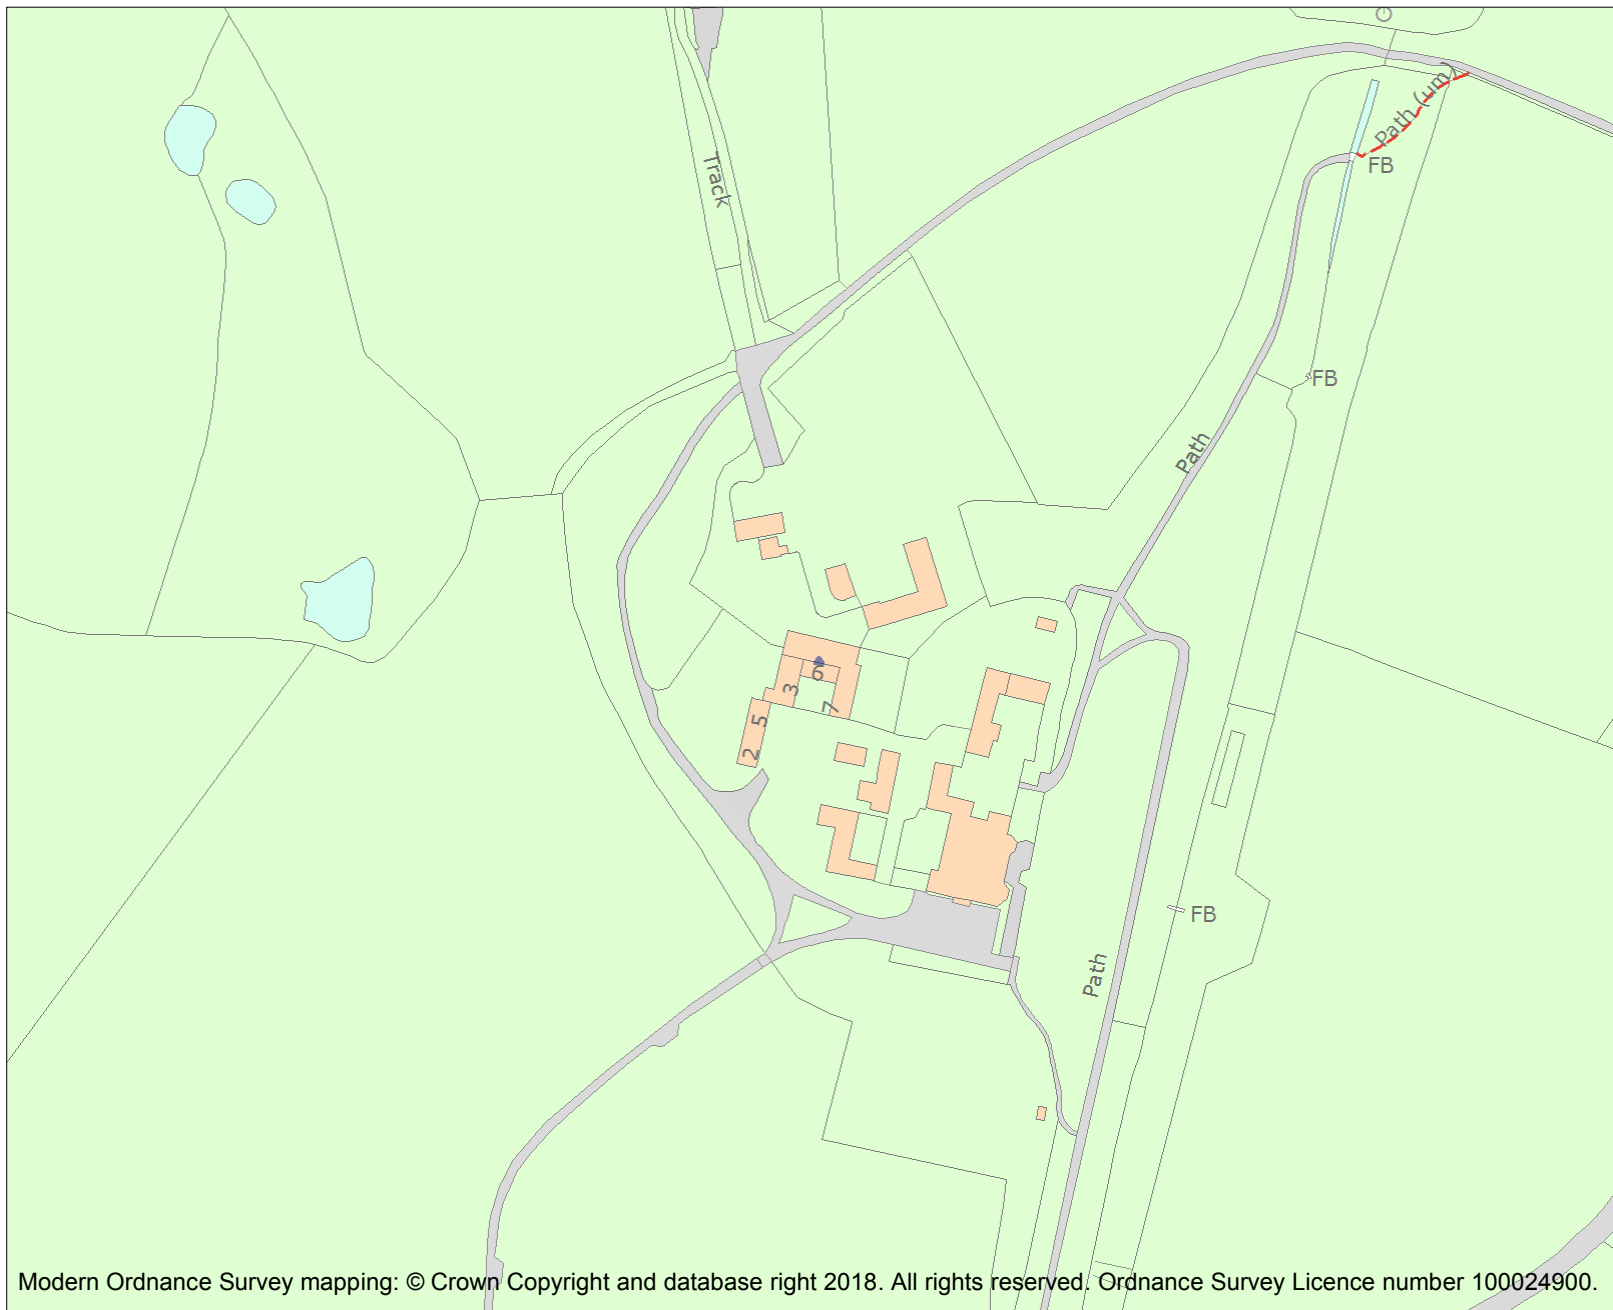 Path (um)
Track
FB
FB
Path
6
3
7
5
2
FB
Path
Modern Ordnance Survey mapping: © Crown Copyright and database right 2018. All rights reserved. Ordnance Survey Licence number 100024900.